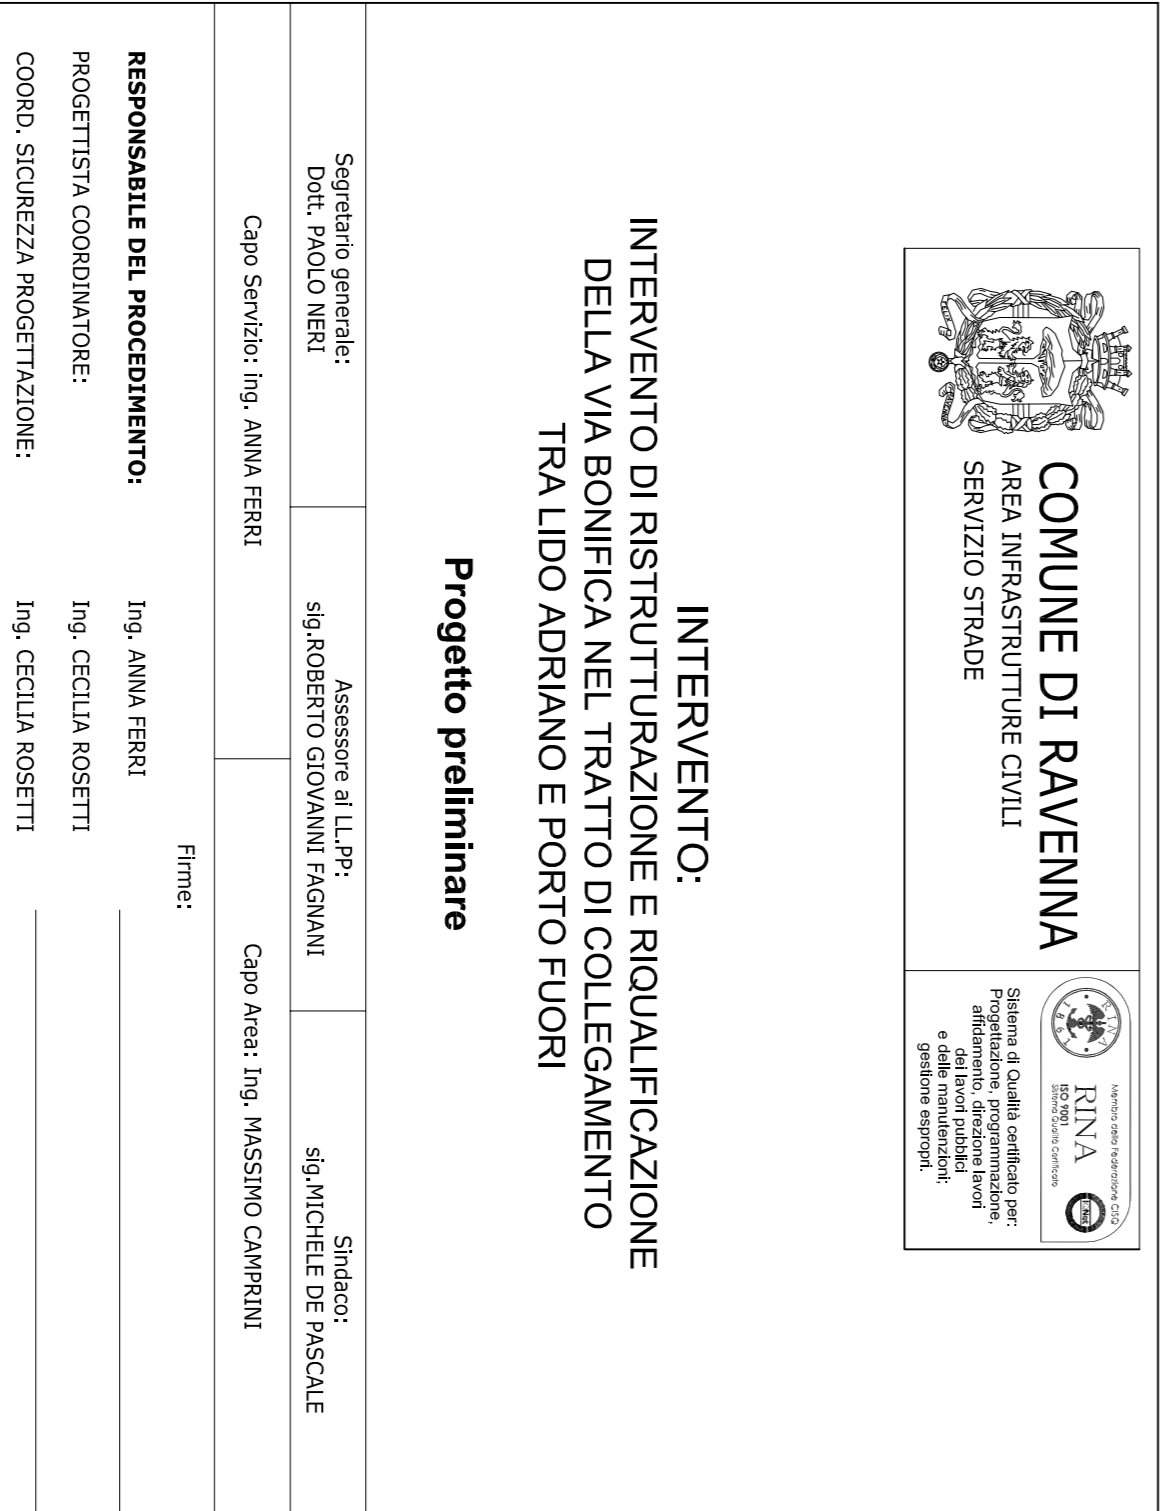 COMUNE DI RAVENNA
AREA INFRASTRUTTURE CIVILI
SERVIZIO STRADE
RINA
1861
Membro della Federazione CISQ
RINA
ISO 9001
Sistema Qualità Certificato
Sistema di Qualità certificato per:
Progettazione, programmazione,
affidamento, direzione lavori
dei lavori pubblici
e delle manutenzioni;
gestione espropri.
INTERVENTO:
INTERVENTO DI RISTRUTTURAZIONE E RIQUALIFICAZIONE
DELLA VIA BONIFICA NEL TRATTO DI COLLEGAMENTO
TRA LIDO ADRIANO E PORTO FUORI
Progetto preliminare
Segretario generale:
Dott. PAOLO NERI
Assessore ai LL.PP:
sig.ROBERTO GIOVANNI FAGNANI
Sindaco:
sig.MICHELE DE PASCALE
Capo Servizio: ing. ANNA FERRI
Capo Area: Ing. MASSIMO CAMPRINI
Firme:
RESPONSABILE DEL PROCEDIMENTO: Ing. ANNA FERRI
PROGETTISTA COORDINATORE: Ing. CECILIA ROSETTI
COORD. SICUREZZA PROGETTAZIONE: Ing. CECILIA ROSETTI